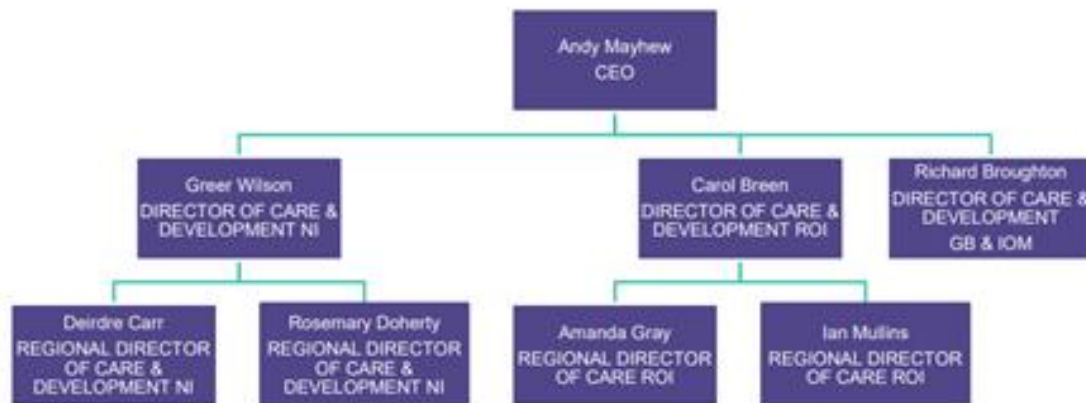 Andy Mayhew
CEO
Greer Wilson
DIRECTOR OF CARE &
DEVELOPMENT NI
Carol Breen
DIRECTOR OF CARE &
DEVELOPMENT ROI
Richard Broughton
DIRECTOR OF CARE &
DEVELOPMENT
GB & IOM
Deirdre Carr
REGIONAL DIRECTOR
OF CARE &
DEVELOPMENT NI
Rosemary Doherty
REGIONAL DIRECTOR
OF CARE &
DEVELOPMENT NI
Amanda Gray
REGIONAL DIRECTOR
OF CARE ROI
Ian Mullins
REGIONAL DIRECTOR
OF CARE ROI